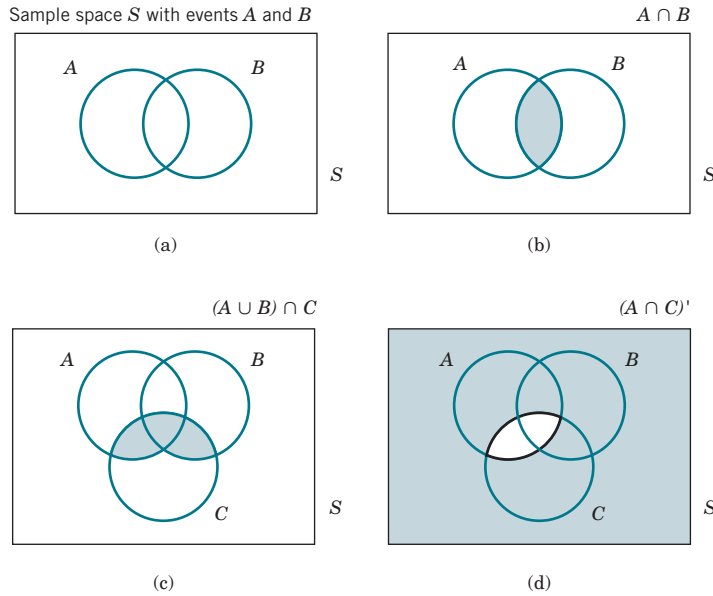 Sample space S with events A and B
A ∩ B
A B
A B
S
S
(a)
(b)
(A ∪ B) ∩ C
(A ∩ C)'
A B
A B
C
S
C
S
(c)
(d)